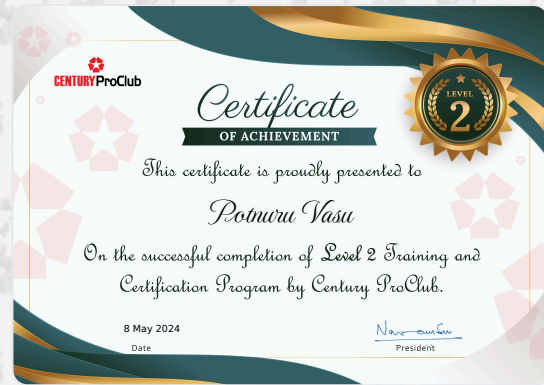 CENTURY ProClub
Certificate
OF ACHIEVEMENT
LEVEL
2
This certificate is proudly presented to
Potnuru Vasu
On the successful completion of Level 2 Training and
Certification Program by Century ProClub.
8 May 2024
Date
President